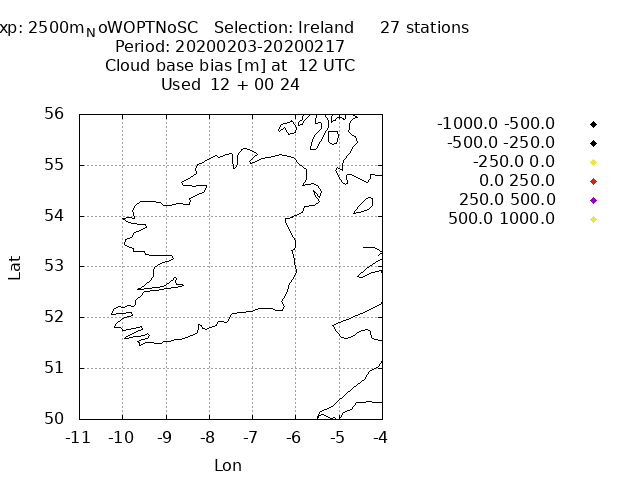 xp: 2500mNoWOPTNoSC Selection: Ireland 27 stations
Period: 20200203-20200217
Cloud base bias [m] at 12 UTC
Used 12 + 00 24
-1000.0 -500.0
-500.0 -250.0
-250.0 0.0
0.0 250.0
250.0 500.0
500.0 1000.0
56
55
54
53
52
51
50
Lat
-11 -10 -9 -8 -7 -6 -5 -4
Lon